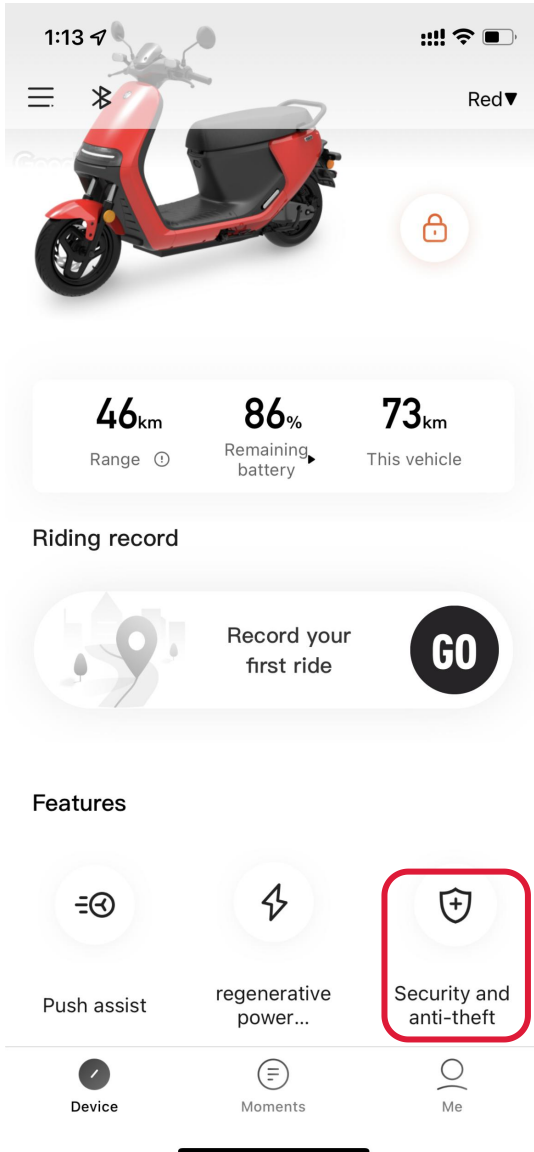 1:13
Red▼
46km
86%
73km
Range
Remaining
battery
This vehicle
Riding record
Record your
first ride
GO
Features
Push assist
regenerative
power...
Security and
anti-theft
Device
Moments
Me